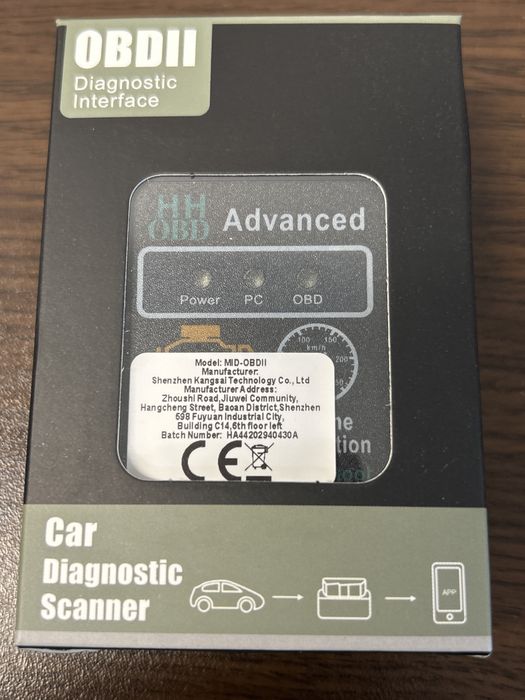 OBDII
Diagnostic
Interface
HH
OBD Advanced
Power PC OBD
100 150
km/h
200
Model: MID-OBDII
Manufacturer:
Shenzhen Kangsai Technology Co., Ltd
Manufacturer Address:
Zhoushi Road,Jiuwei Community,
Hangcheng Street, Baoan District,Shenzhen
598 Fuyuan Industrial City,
Building C14,6th floor left
Batch Number: HA44202940430A
CE
Car
Diagnostic
Scanner
APP